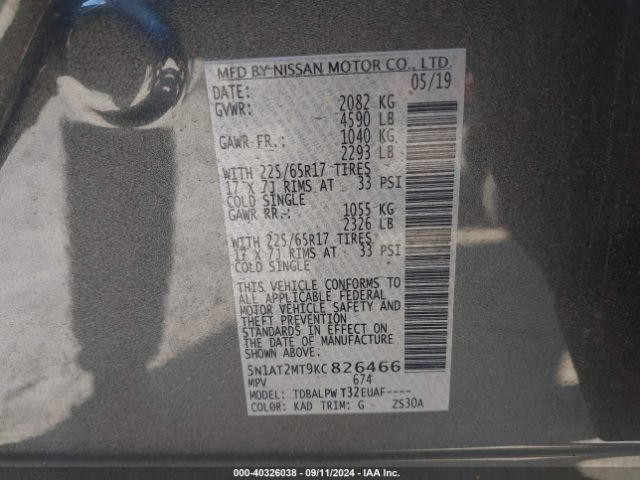 MFD BY NISSAN MOTOR CO., LTD.
DATE: 05/19
GVWR: 2082 KG
4590 LB
GAWR FR.: 1040 KG
2293 LB
WITH 225/65R17 TIRES
17 X 7J RIMS AT 33 PSI
COLD SINGLE
GAWR RR.: 1055 KG
2326 LB
WITH 225/65R17 TIRES
17 X 7J RIMS AT 33 PSI
COLD SINGLE
THIS VEHICLE CONFORMS TO
ALL APPLICABLE FEDERAL
MOTOR VEHICLE SAFETY AND
THEFT PREVENTION
STANDARDS IN EFFECT ON
THE DATE OF MANUFACTURE
SHOWN ABOVE.
5N1AT2MT9KC826466
MPV 674
MODEL: TDBALPW T32EUAF----
COLOR: KAD TRIM: G - ZS30A
000-40326038 - 09/11/2024 - IAA Inc.